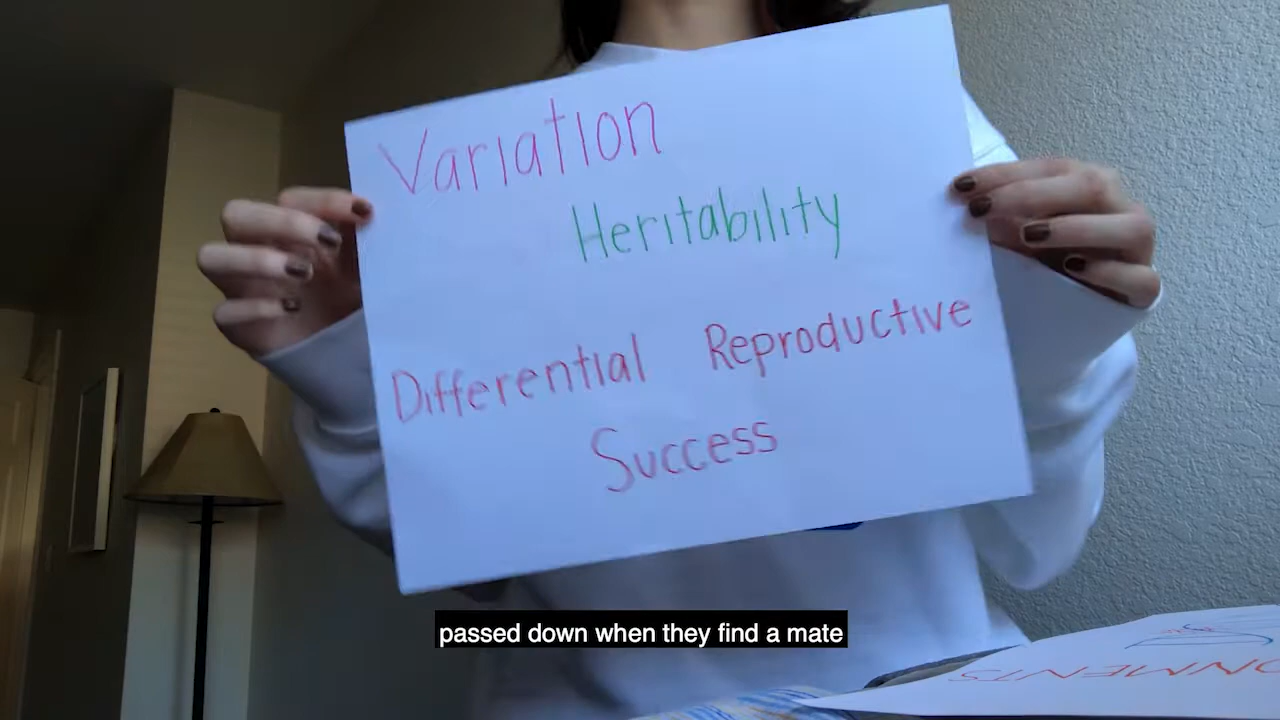 Variation
Heritability
Differential Reproductive
Success
passed down when they find a mate